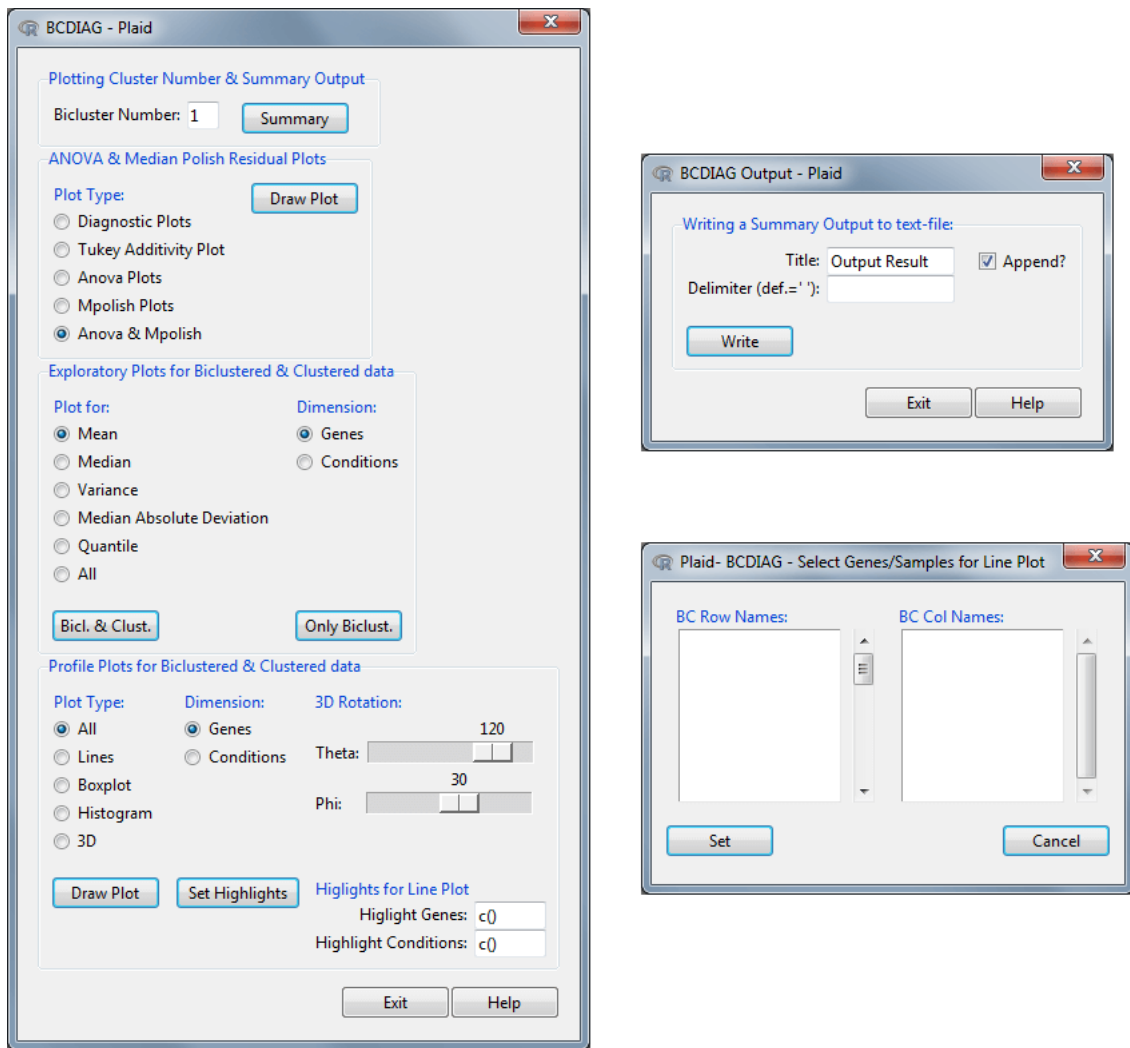 BCDIAG - Plaid
Plotting Cluster Number & Summary Output
Bicluster Number: 1 Summary
ANOVA & Median Polish Residual Plots
Plot Type: Draw Plot
Diagnostic Plots
Tukey Additivity Plot
Anova Plots
Mpolish Plots
Anova & Mpolish
Exploratory Plots for Biclustered & Clustered data
Plot for: Dimension:
Mean Genes
Median Conditions
Variance
Median Absolute Deviation
Quantile
All
Bicl. & Clust. Only Biclust.
Profile Plots for Biclustered & Clustered data
Plot Type: Dimension: 3D Rotation:
All Genes 120
Lines Conditions Theta:
Boxplot 30
Histogram Phi:
3D
Draw Plot Set Highlights Higlights for Line Plot
Higlight Genes: c()
Highlight Conditions: c()
Exit Help
BCDIAG Output - Plaid
Writing a Summary Output to text-file:
Title: Output Result Append?
Delimiter (def.=' '):
Write
Exit Help
Plaid- BCDIAG - Select Genes/Samples for Line Plot
BC Row Names: BC Col Names:
Set Cancel